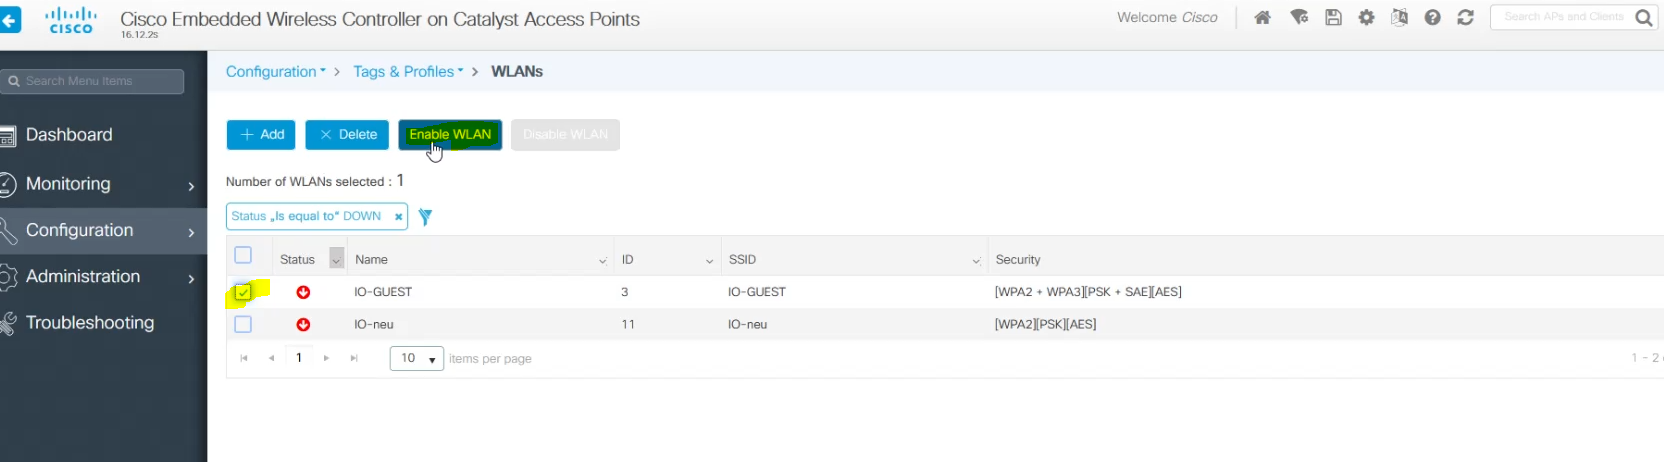 cisco
Cisco Embedded Wireless Controller on Catalyst Access Points
16.12.2s
Welcome Cisco
Search APs and Clients
Search Menu Items
Dashboard
Monitoring
Configuration
Administration
Troubleshooting
Configuration > Tags & Profiles > WLANs
+ Add × Delete Enable WLAN Disable WLAN
Number of WLANs selected : 1
Status „Is equal to“ DOWN ×
Status Name ID SSID Security
IO-GUEST 3 IO-GUEST [WPA2 + WPA3][PSK + SAE][AES]
IO-neu 11 IO-neu [WPA2][PSK][AES]
1 10 items per page 1 - 2